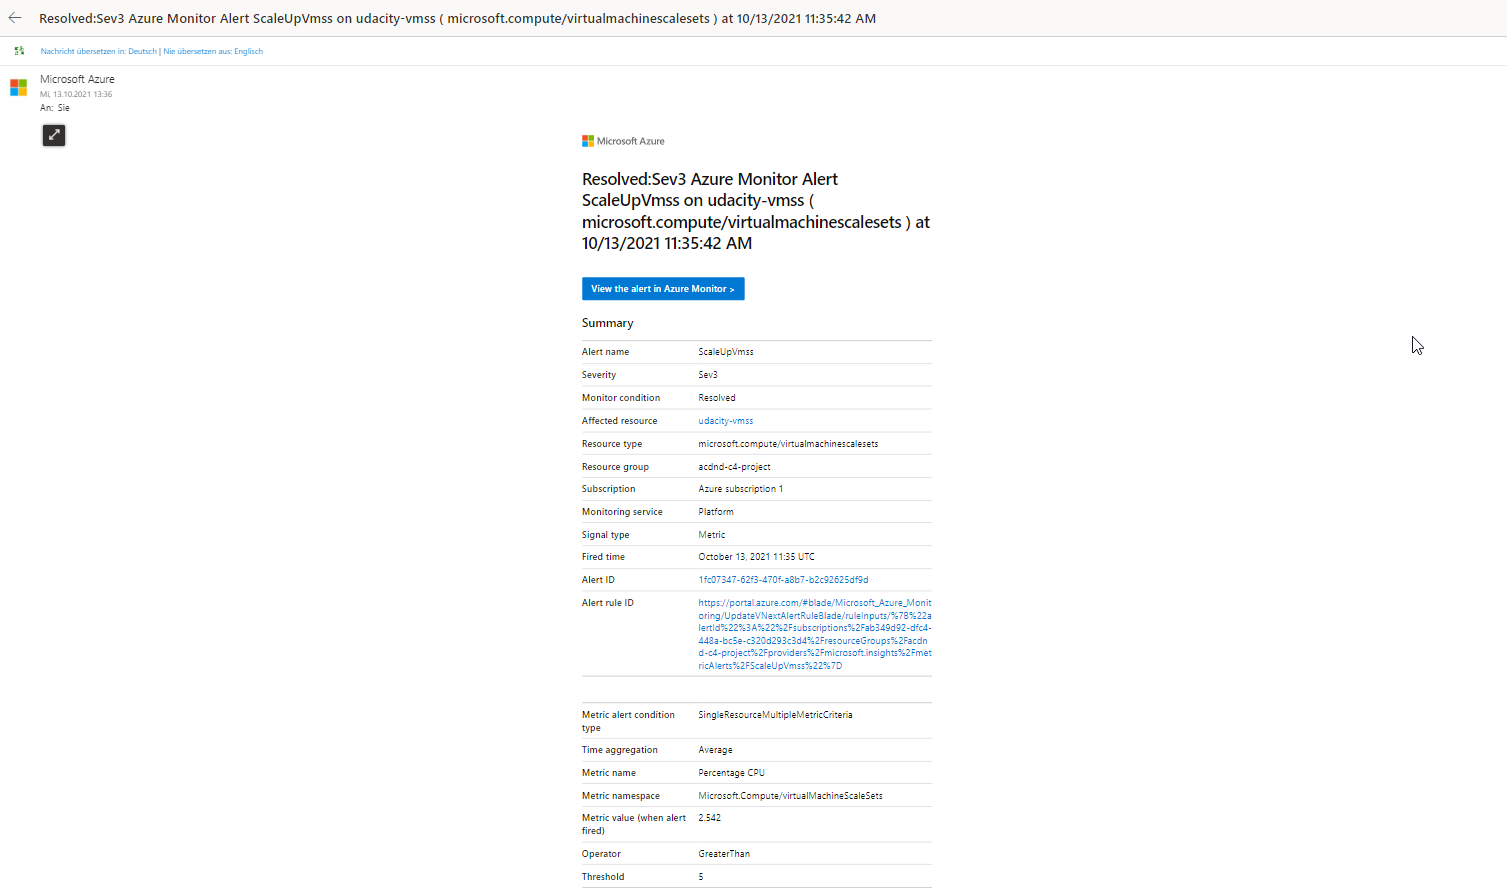 Resolved:Sev3 Azure Monitor Alert ScaleUpVmss on udacity-vmss ( microsoft.compute/virtualmachinescalesets ) at 10/13/2021 11:35:42 AM
Nachricht übersetzen in: Deutsch | Nie übersetzen aus: Englisch
Microsoft Azure
Mi, 13.10.2021 13:36
An: Sie
Microsoft Azure
Resolved:Sev3 Azure Monitor Alert
ScaleUpVmss on udacity-vmss (
microsoft.compute/virtualmachinescalesets ) at
10/13/2021 11:35:42 AM
View the alert in Azure Monitor >
Summary
Alert name ScaleUpVmss
Severity Sev3
Monitor condition Resolved
Affected resource udacity-vmss
Resource type microsoft.compute/virtualmachinescalesets
Resource group acdnd-c4-project
Subscription Azure subscription 1
Monitoring service Platform
Signal type Metric
Fired time October 13, 2021 11:35 UTC
Alert ID 1fc07347-62f3-470f-a8b7-b2c92625df9d
Alert rule ID https://portal.azure.com/#blade/Microsoft_Azure_Monit
oring/UpdateVNextAlertRuleBlade/ruleInputs/%7B%22a
lertId%22%3A%22%2Fsubscriptions%2Fab349d92-dfc4-
448a-bc5e-c320d293c3d4%2FresourceGroups%2Facdn
d-c4-project%2Fproviders%2Fmicrosoft.insights%2Fmet
ricAlerts%2FScaleUpVmss%22%7D
Metric alert condition SingleResourceMultipleMetricCriteria
type
Time aggregation Average
Metric name Percentage CPU
Metric namespace Microsoft.Compute/virtualMachineScaleSets
Metric value (when alert 2.542
fired)
Operator GreaterThan
Threshold 5